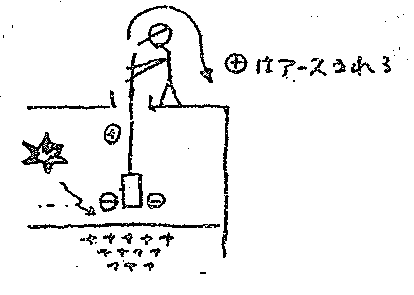 ⊕はアースされる
⊕
⊖ ⊖
+ + + + +
+ + + +
+ + +